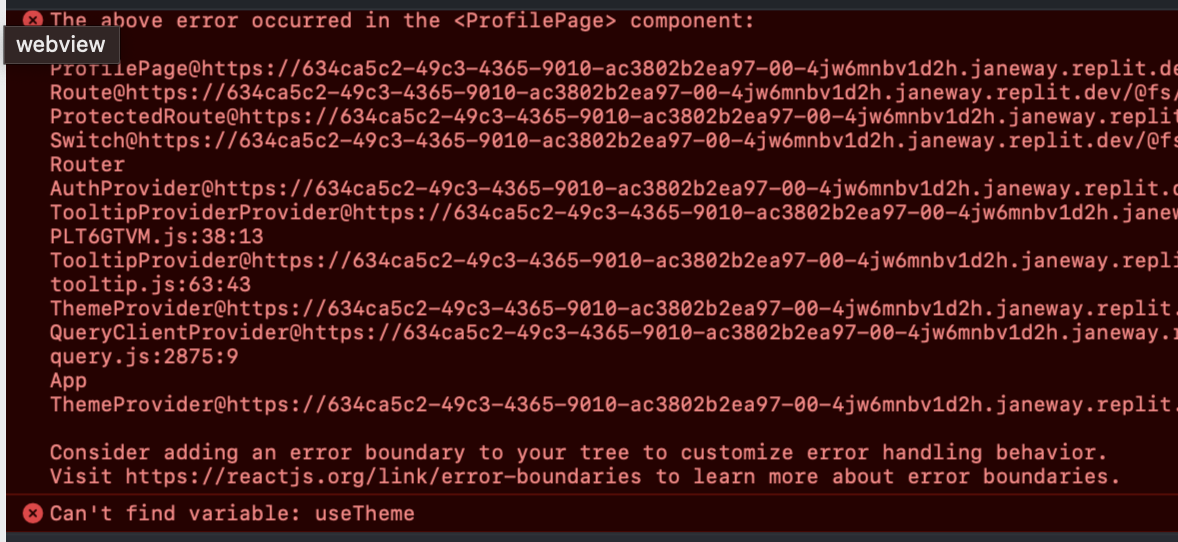 The above error occurred in the <ProfilePage> component:
webview
ProfilePage@https://634ca5c2-49c3-4365-9010-ac3802b2ea97-00-4jw6mnbv1d2h.janeway.replit.de
Route@https://634ca5c2-49c3-4365-9010-ac3802b2ea97-00-4jw6mnbv1d2h.janeway.replit.dev/@fs/
ProtectedRoute@https://634ca5c2-49c3-4365-9010-ac3802b2ea97-00-4jw6mnbv1d2h.janeway.replit
Switch@https://634ca5c2-49c3-4365-9010-ac3802b2ea97-00-4jw6mnbv1d2h.janeway.replit.dev/@fs
Router
AuthProvider@https://634ca5c2-49c3-4365-9010-ac3802b2ea97-00-4jw6mnbv1d2h.janeway.replit.d
TooltipProviderProvider@https://634ca5c2-49c3-4365-9010-ac3802b2ea97-00-4jw6mnbv1d2h.janew
PLT6GTVM.js:38:13
TooltipProvider@https://634ca5c2-49c3-4365-9010-ac3802b2ea97-00-4jw6mnbv1d2h.janeway.repli
tooltip.js:63:43
ThemeProvider@https://634ca5c2-49c3-4365-9010-ac3802b2ea97-00-4jw6mnbv1d2h.janeway.replit.
QueryClientProvider@https://634ca5c2-49c3-4365-9010-ac3802b2ea97-00-4jw6mnbv1d2h.janeway.r
query.js:2875:9
App
ThemeProvider@https://634ca5c2-49c3-4365-9010-ac3802b2ea97-00-4jw6mnbv1d2h.janeway.replit.
Consider adding an error boundary to your tree to customize error handling behavior.
Visit https://reactjs.org/link/error-boundaries to learn more about error boundaries.
Can't find variable: useTheme